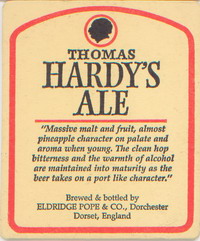 THOMAS
HARDY'S
ALE
"Massive malt and fruit, almost
pineapple character on palate and
aroma when young. The clean hop
bitterness and the warmth of alcohol
are maintained into maturity as the
beer takes on a port like character."
Brewed & bottled by
ELDRIDGE POPE & CO., Dorchester
Dorset, England